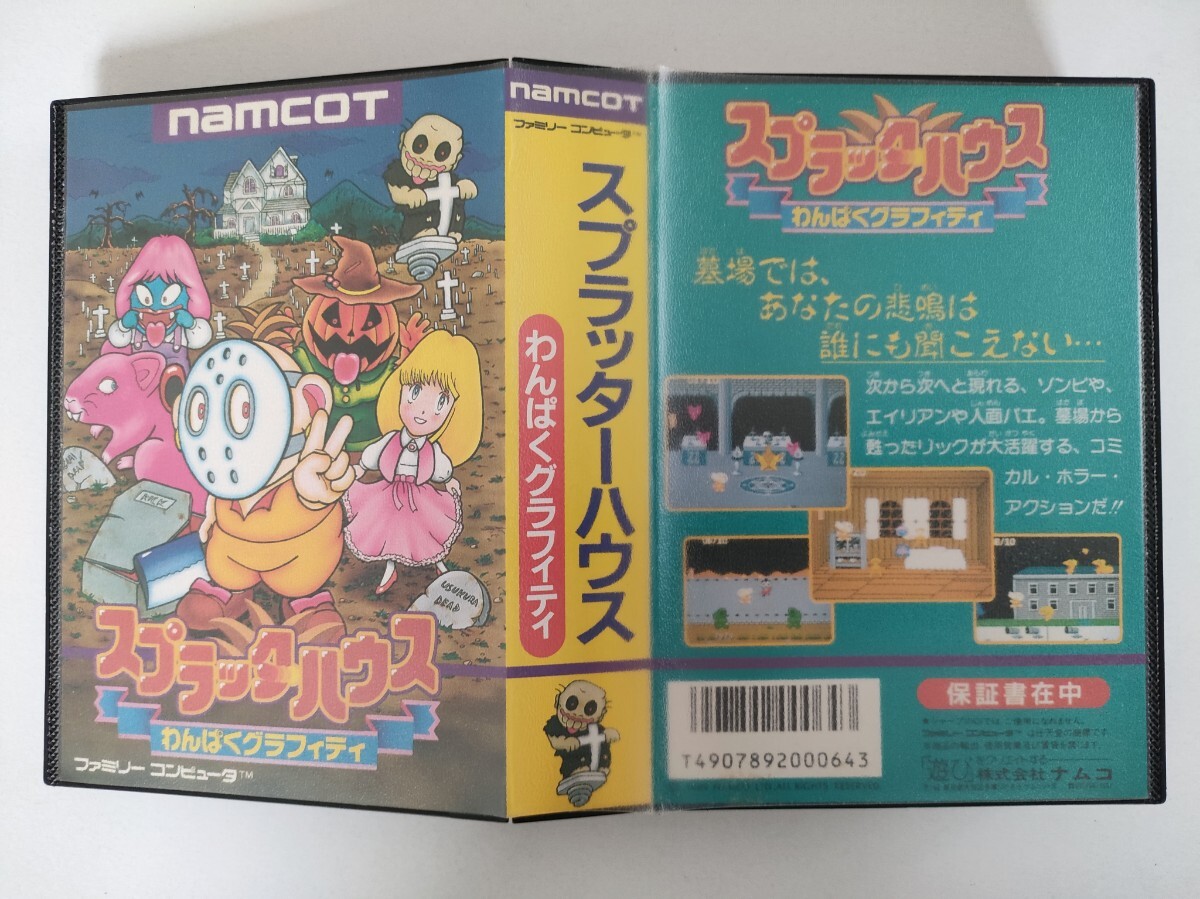 namcot
スプラッターハウス
わんぱくグラフィティ
ファミリー コンピュータ™
USUKURA
DEAD
namcot
ファミリー コンピュータ™
スプラッターハウス
わんぱくグラフィティ
スプラッターハウス
わんぱくグラフィティ
墓場では、
あなたの悲鳴は
誰にも聞こえない…
次から次へと現れる、ゾンビや、
エイリアンや人面バエ。墓場から
甦ったリックが大活躍する、コミ
カル・ホラー・
アクションだ!!
T4907892000643
保証書在中
「遊び」
株式会社ナムコ